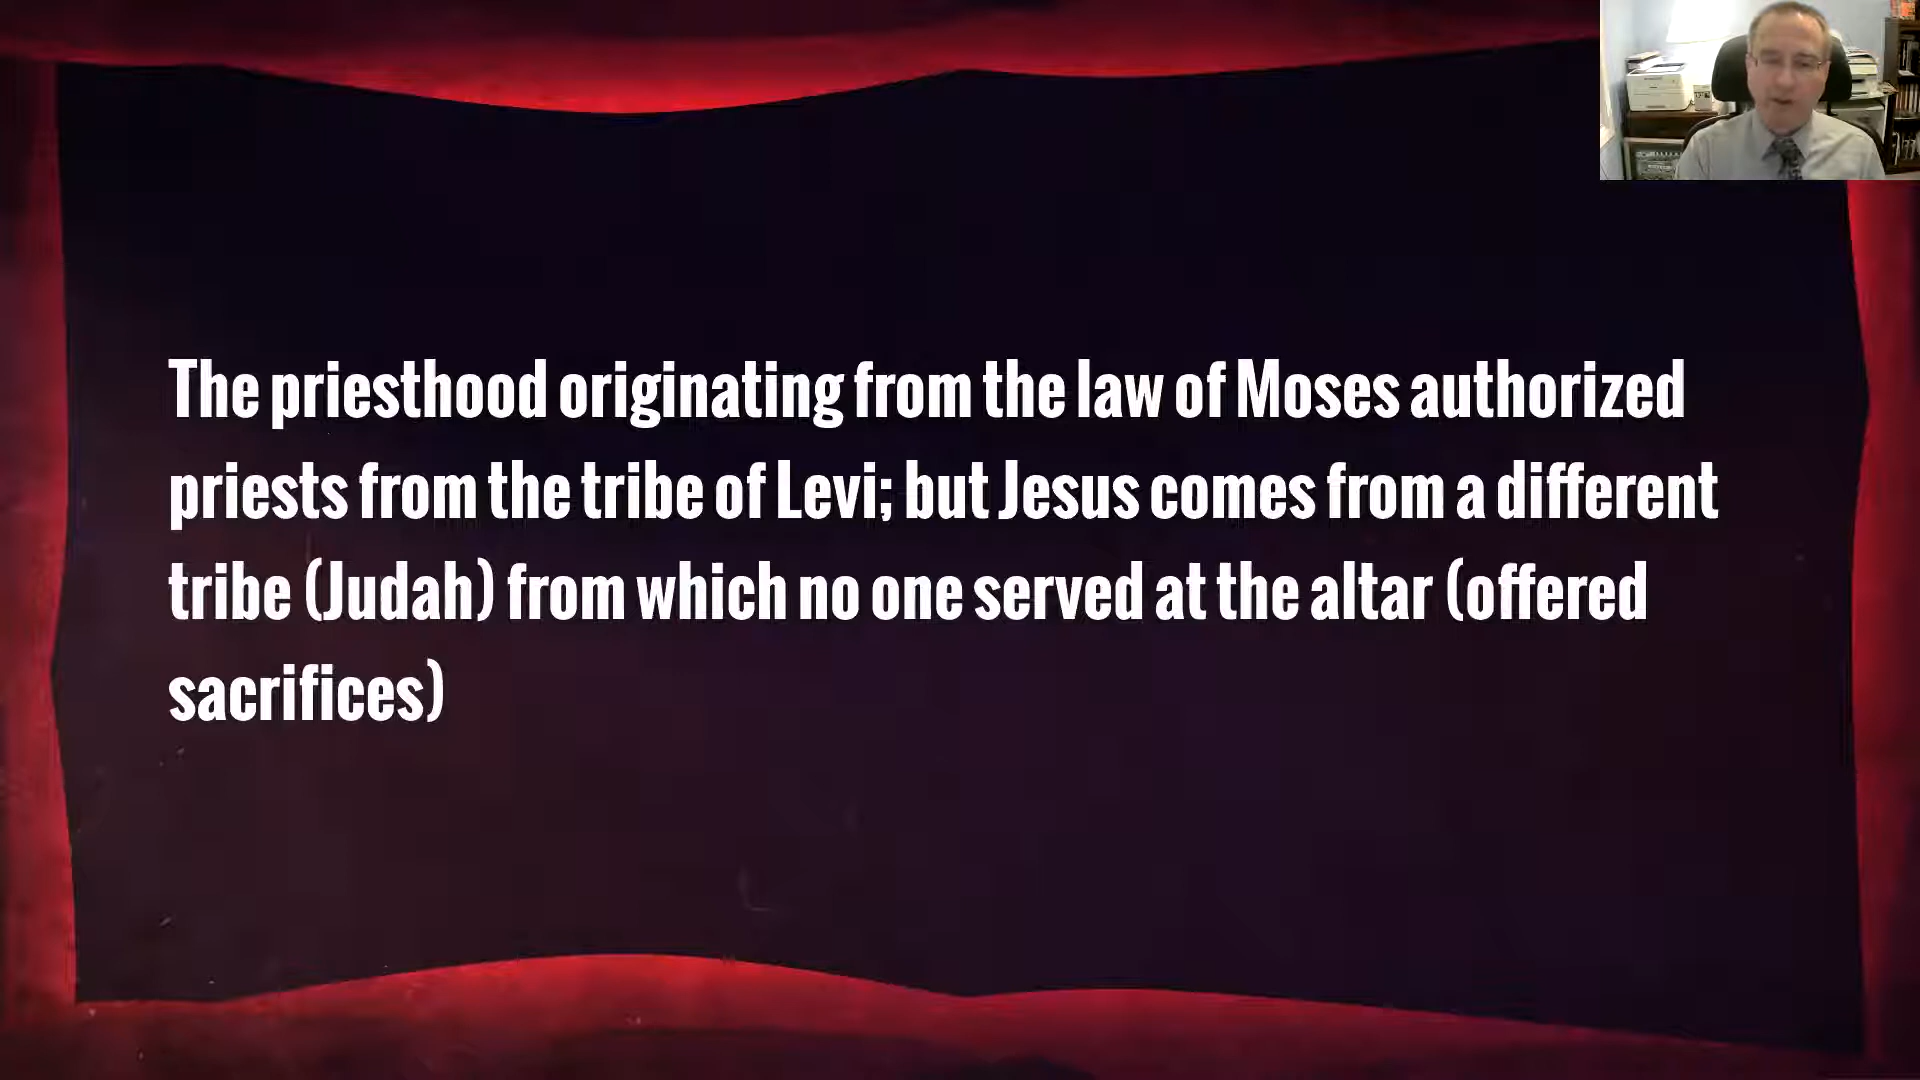 The priesthood originating from the law of Moses authorized
priests from the tribe of Levi; but Jesus comes from a different
tribe (Judah) from which no one served at the altar (offered
sacrifices)